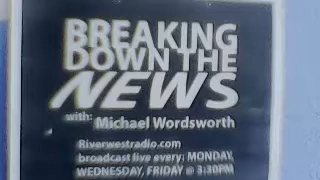 BREAKING
DOWN THE
NEWS
with: Michael Wordsworth
Riverwestradio.com
broadcast live every: MONDAY,
WEDNESDAY, FRIDAY @ 3:30PM